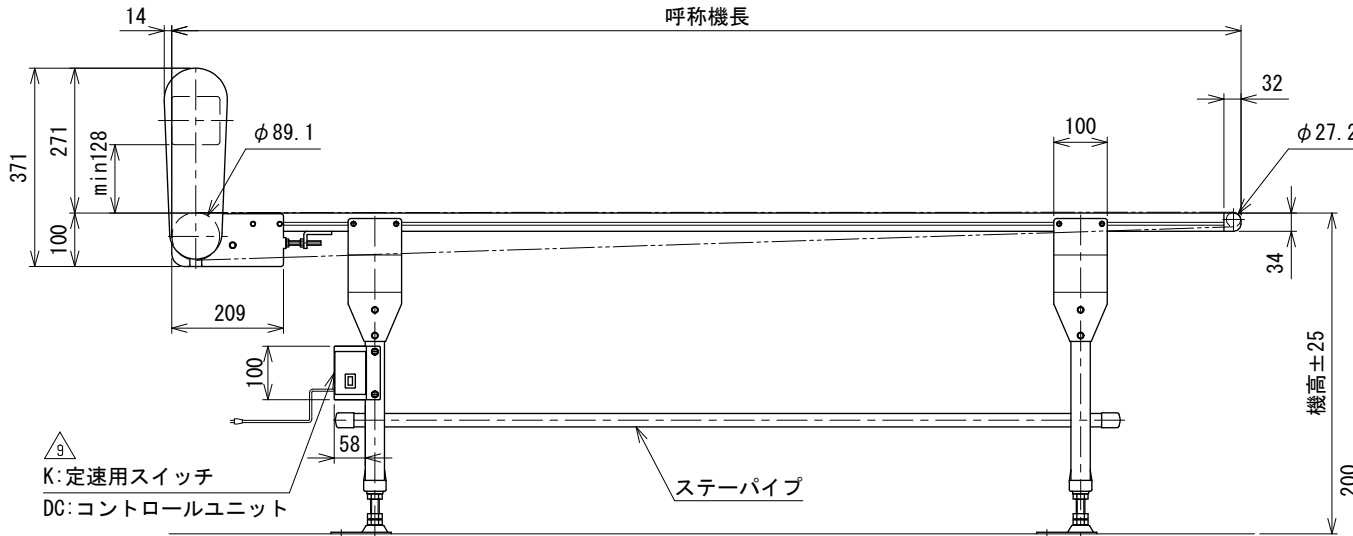 14
呼称機長
32
371
271
min128
φ89.1
100
φ27.2
100
34
209
100
機高±25
58
9
K:定速用スイッチ
DC:コントロールユニット
ステーパイプ
200